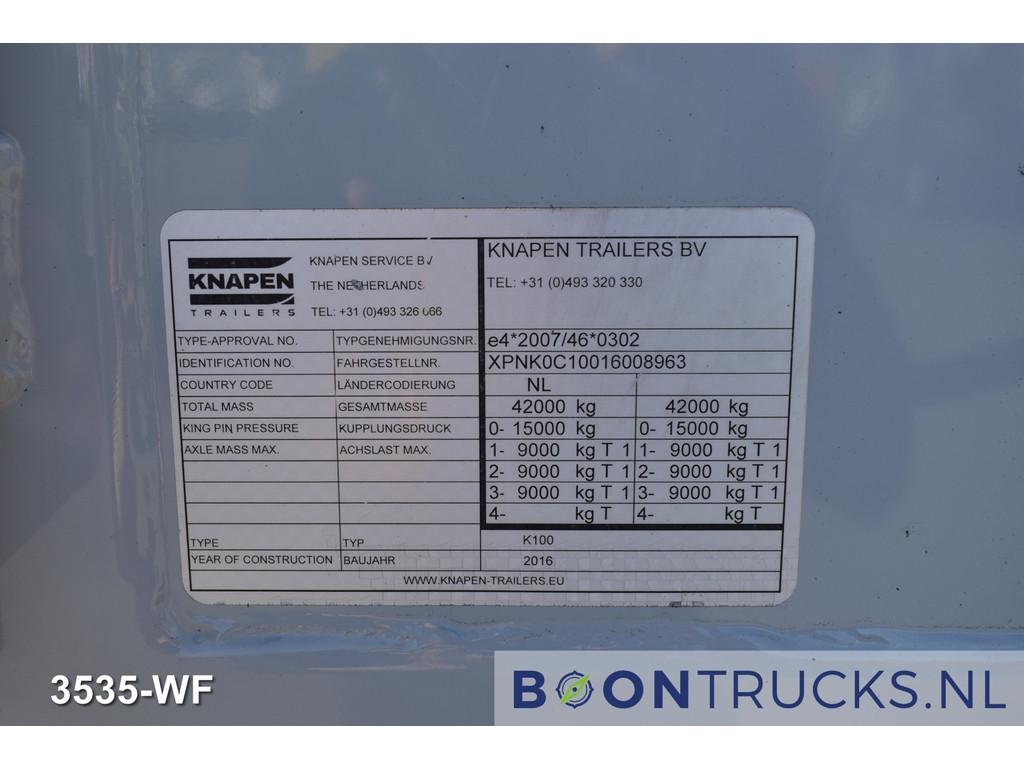 KNAPEN
TRAILERS
KNAPEN SERVICE BV
THE NETHERLANDS
TEL: +31 (0)493 326 066
KNAPEN TRAILERS BV
TEL: +31 (0)493 320 330
TYPE-APPROVAL NO. TYPGENEHMIGUNGSNR. e4*2007/46*0302
IDENTIFICATION NO. FAHRGESTELLNR. XPNK0C10016008963
COUNTRY CODE LÄNDERCODIERUNG NL
TOTAL MASS GESAMTMASSE 42000 kg 42000 kg
KING PIN PRESSURE KUPPLUNGSDRUCK 0- 15000 kg 0- 15000 kg
AXLE MASS MAX. ACHSLAST MAX. 1- 9000 kg T 1 1- 9000 kg T 1
2- 9000 kg T 1 2- 9000 kg T 1
3- 9000 kg T 1 3- 9000 kg T 1
4- kg T 4- kg T
TYPE TYP K100
YEAR OF CONSTRUCTION BAUJAHR 2016
WWW.KNAPEN-TRAILERS.EU
3535-WF
BOONTRUCKS.NL